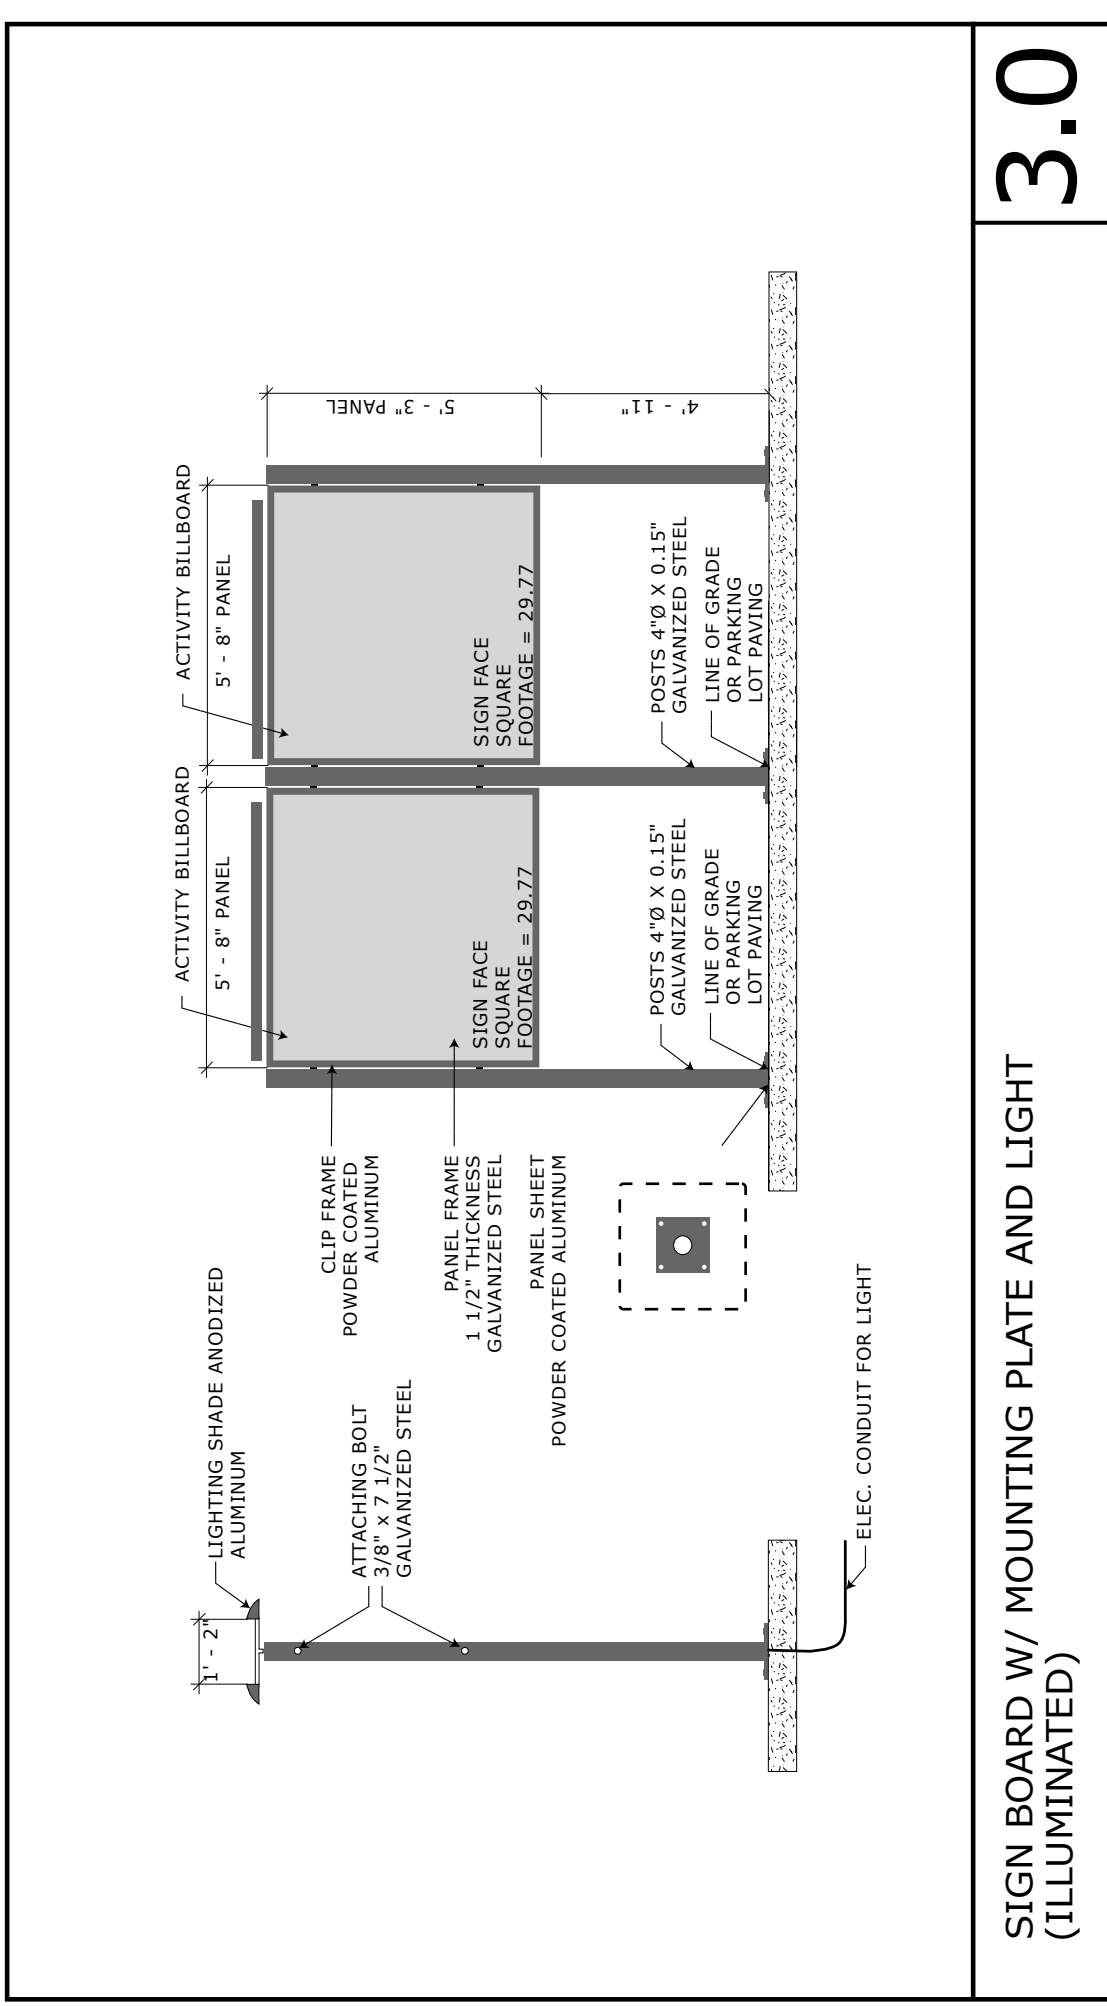 LIGHTING SHADE ANODIZED
ALUMINUM
1' - 2"
ATTACHING BOLT
3/8" x 7 1/2"
GALVANIZED STEEL
ELEC. CONDUIT FOR LIGHT
CLIP FRAME
POWDER COATED
ALUMINUM
PANEL FRAME
1 1/2" THICKNESS
GALVANIZED STEEL
PANEL SHEET
POWDER COATED ALUMINUM
ACTIVITY BILLBOARD
5' - 8" PANEL
SIGN FACE
SQUARE
FOOTAGE = 29.77
POSTS 4"Ø X 0.15"
GALVANIZED STEEL
LINE OF GRADE
OR PARKING
LOT PAVING
ACTIVITY BILLBOARD
5' - 8" PANEL
SIGN FACE
SQUARE
FOOTAGE = 29.77
POSTS 4"Ø X 0.15"
GALVANIZED STEEL
LINE OF GRADE
OR PARKING
LOT PAVING
5' - 3" PANEL
4' - 11"
SIGN BOARD W/ MOUNTING PLATE AND LIGHT
(ILLUMINATED)
3.0